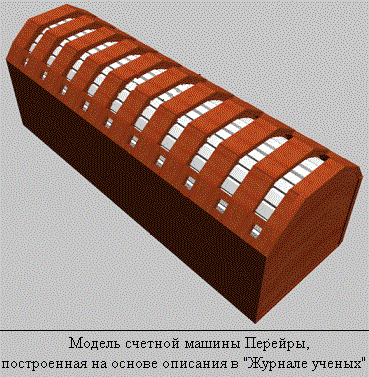 Модель счетной машины Перейры,
построенная на основе описания в "Журнале ученых"